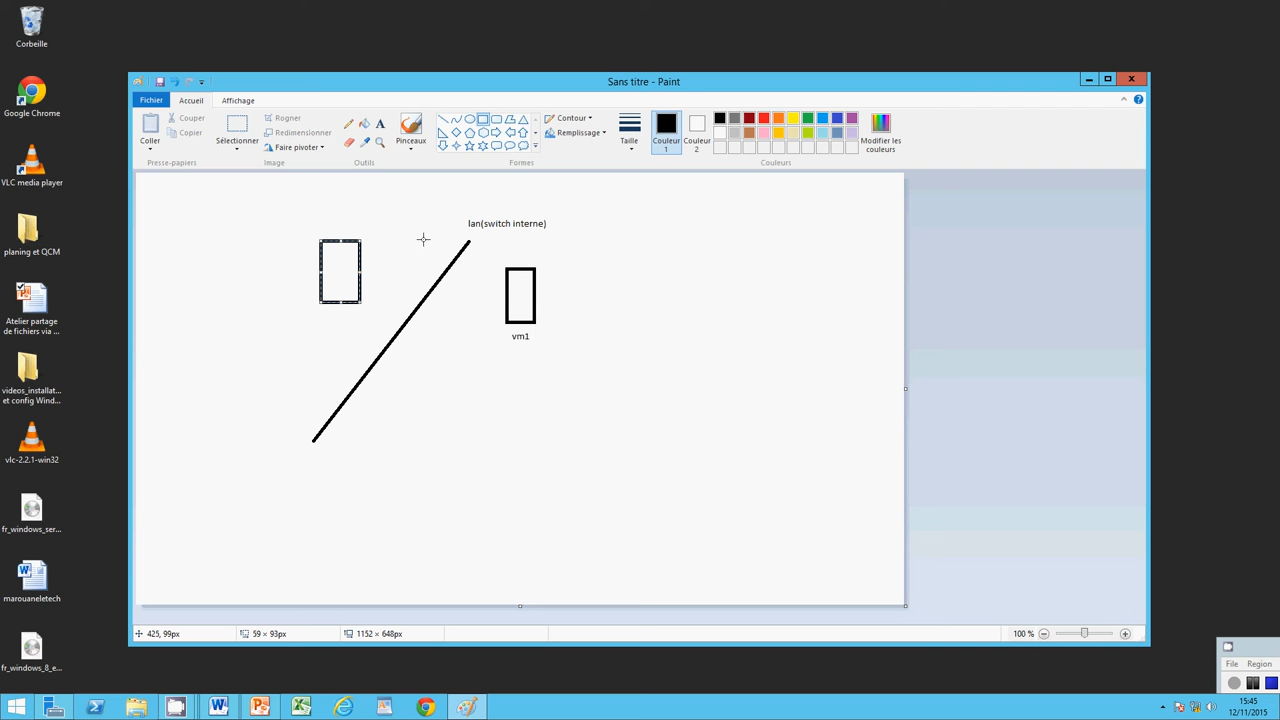 Corbeille
Google Chrome
VLC media player
planing et QCM
Atelier partage
de fichiers via ...
videos_installat...
et config Wind...
vlc-2.2.1-win32
fr_windows_ser...
marouaneletech
fr_windows_8_e...
Sans titre - Paint
Fichier
Accueil
Affichage
Coller
Couper
Copier
Presse-papiers
Sélectionner
Rogner
Redimensionner
Faire pivoter
Image
A
Outils
Pinceaux
Contour
Remplissage
Formes
Taille
Couleur
1
Couleur
2
Modifier les
couleurs
Couleurs
lan(switch interne)
vm1
425, 99px
59 × 93px
1152 × 648px
100 %
File Region
15:45
12/11/2015